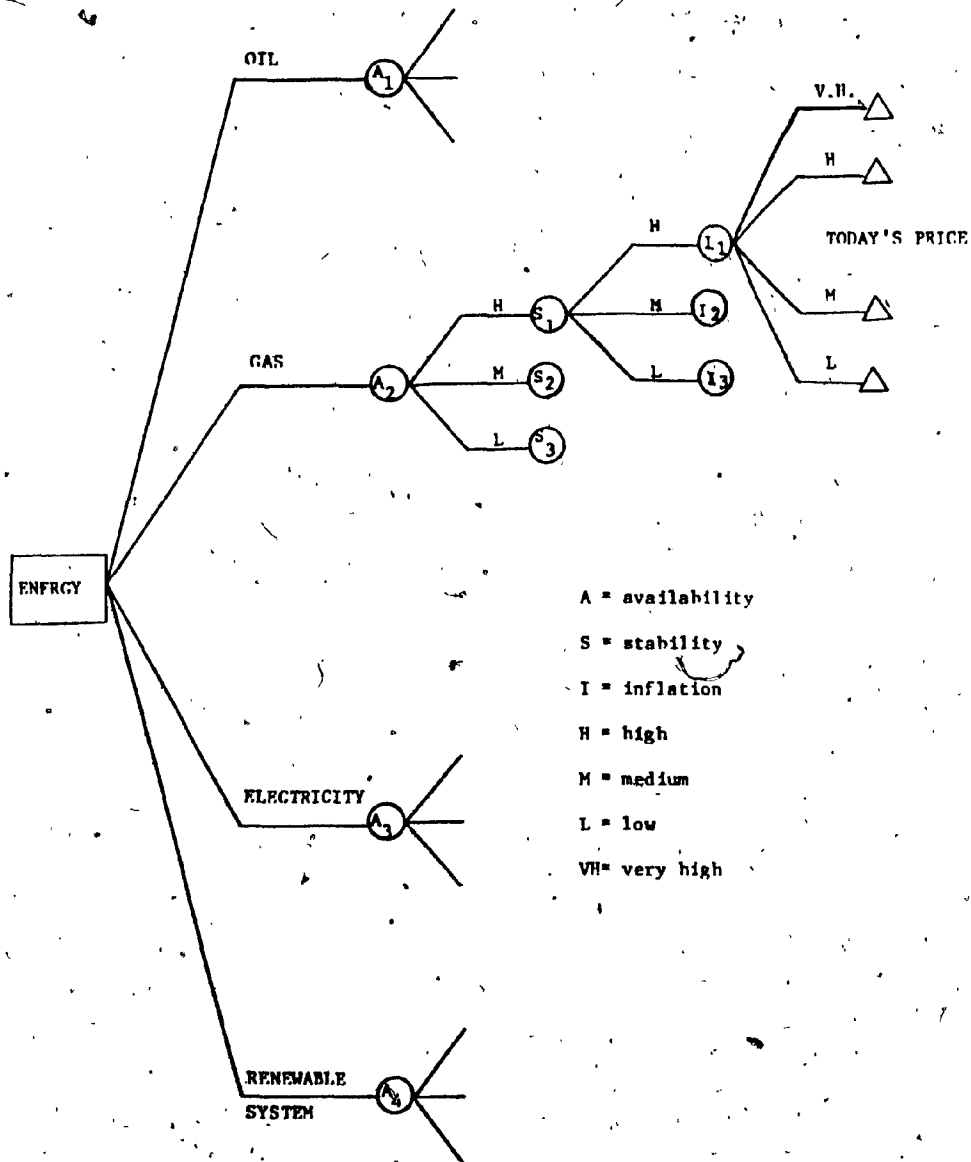 OIL
A1
V.H.
H
H
I1
TODAY'S PRICE
H
S1
M
I2
M
GAS
A2
M
S2
L
I3
L
L
S3
ENERGY
A = availability
S = stability
I = inflation
H = high
M = medium
L = low
VH= very high
ELECTRICITY
A3
RENEWABLE
SYSTEM
A4